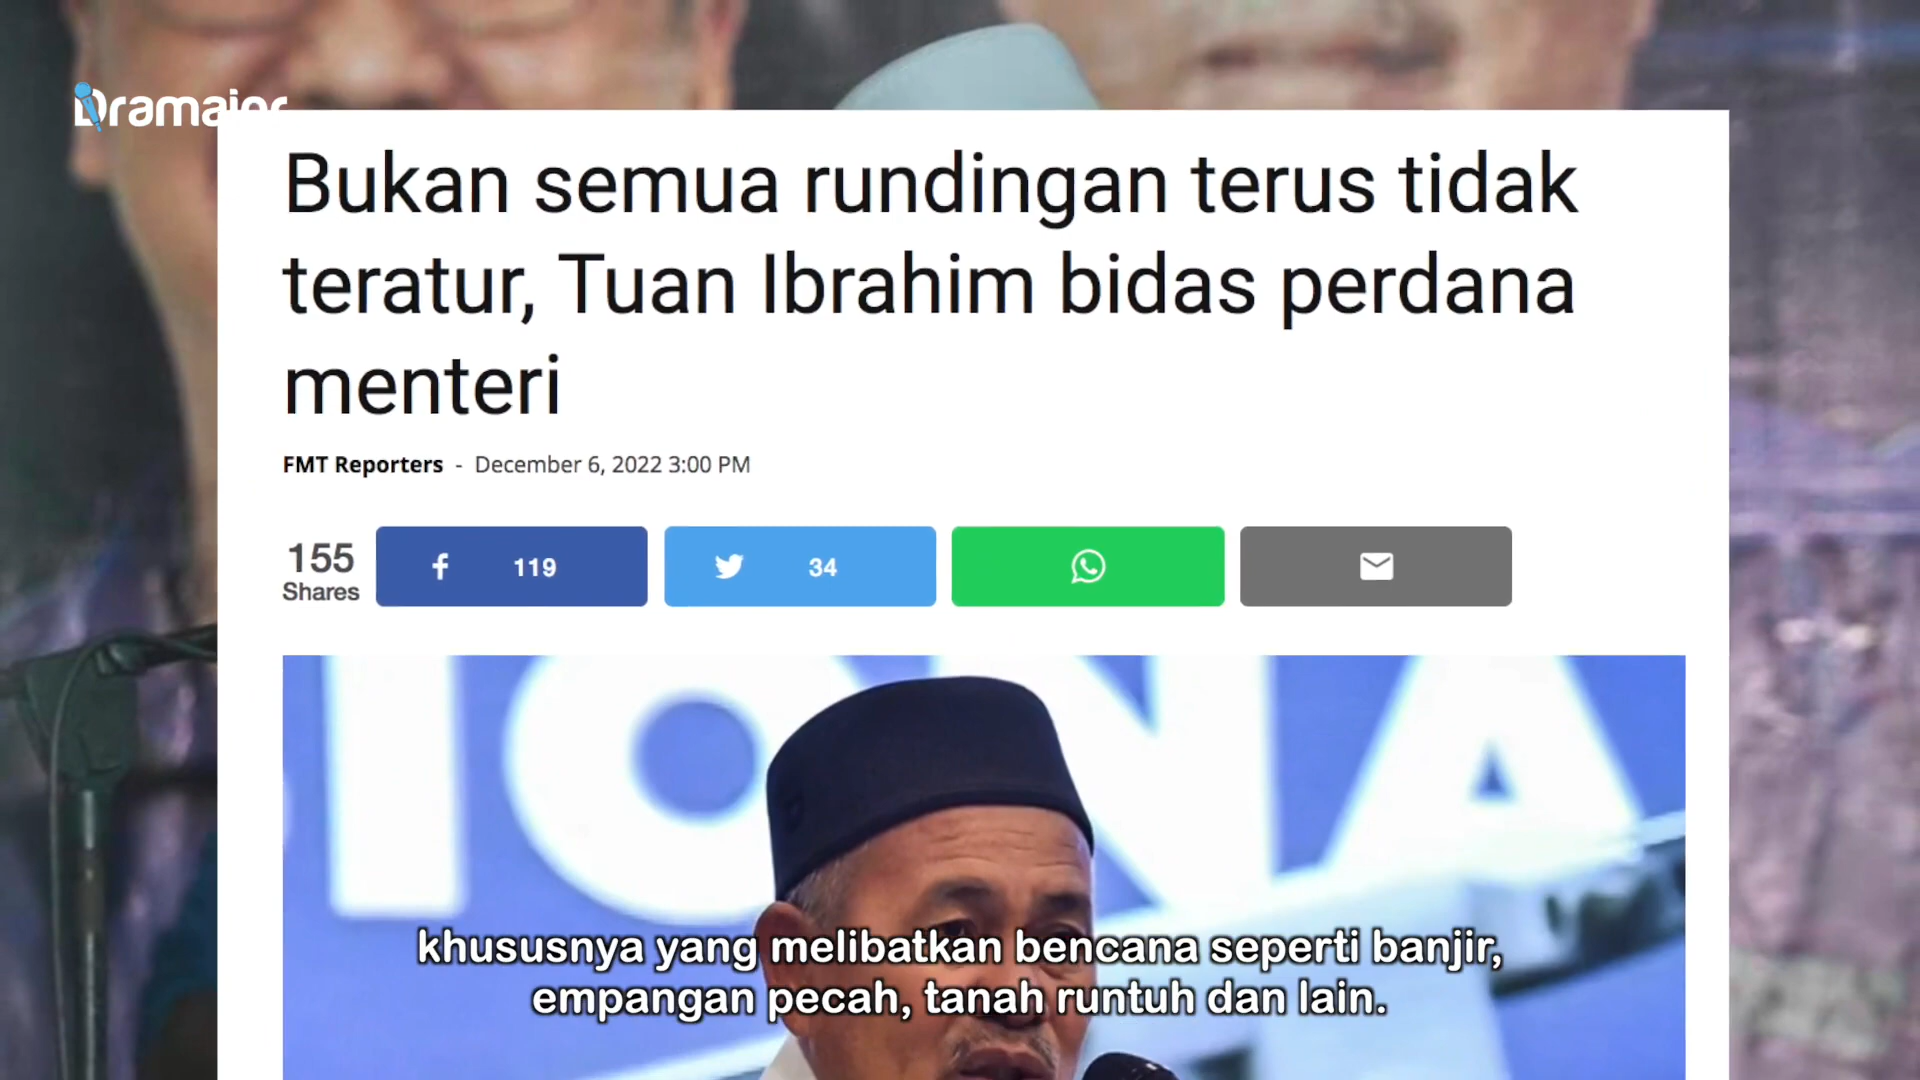 Bukan semua rundingan terus tidak
teratur, Tuan Ibrahim bidas perdana
menteri
FMT Reporters - December 6, 2022 3:00 PM
155
Shares
119
34
khususnya yang melibatkan bencana seperti banjir,
empangan pecah, tanah runtuh dan lain.